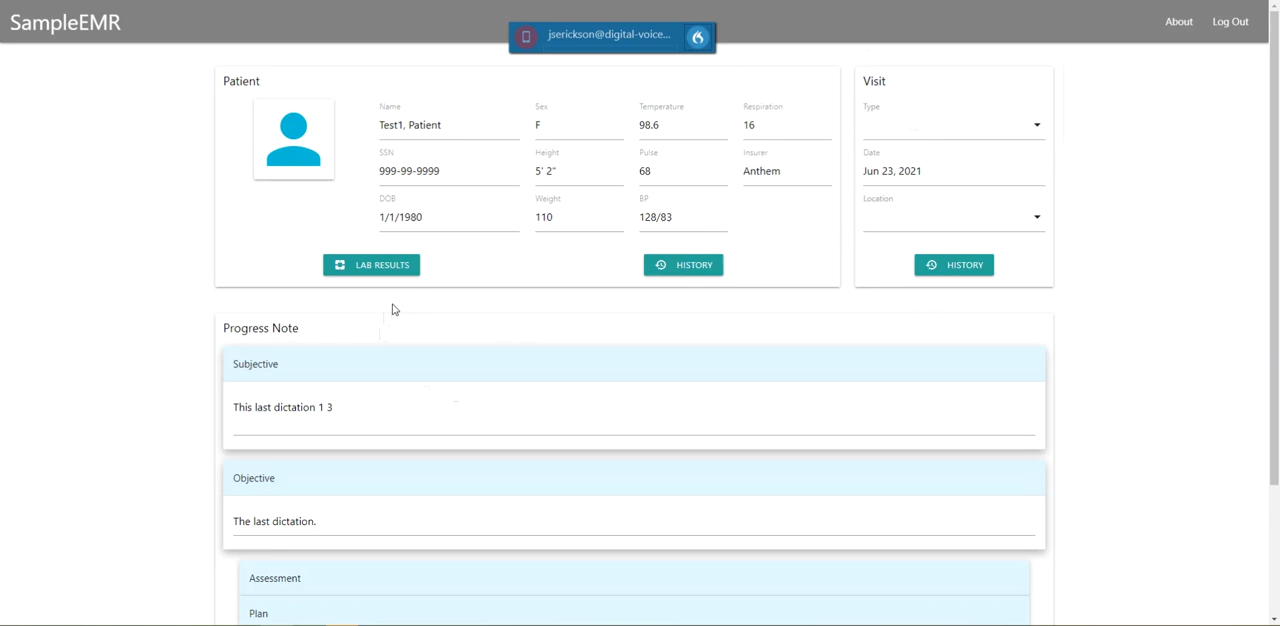 SampleEMR
jserickson@digital-voice...
About
Log Out
Patient
Name
Test1, Patient
Sex
F
Temperature
98.6
Respiration
16
SSN
999-99-9999
Height
5' 2"
Pulse
68
Insurer
Anthem
DOB
1/1/1980
Weight
110
BP
128/83
LAB RESULTS
HISTORY
Visit
Type
Date
Jun 23, 2021
Location
HISTORY
Progress Note
Subjective
This last dictation 1 3
Objective
The last dictation.
Assessment
Plan